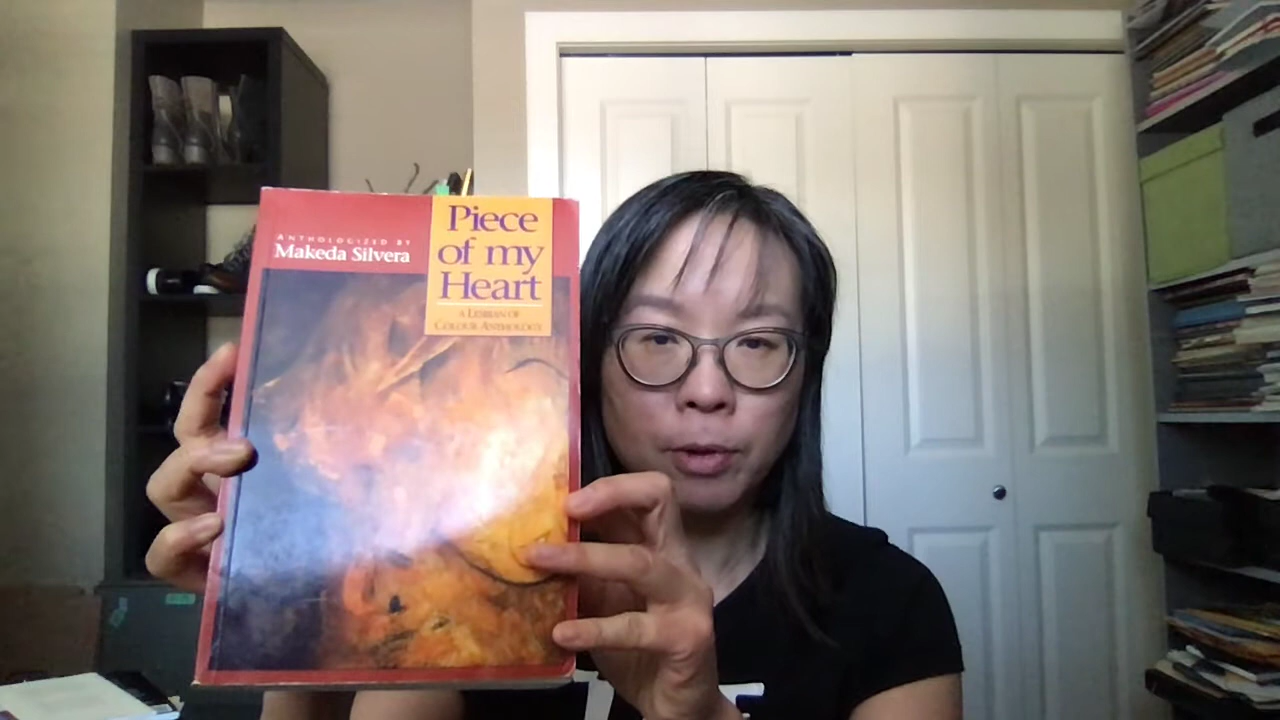 ANTHOLOGIZED BY
Makeda Silvera
Piece
of my
Heart
A LESBIAN OF
COLOUR ANTHOLOGY